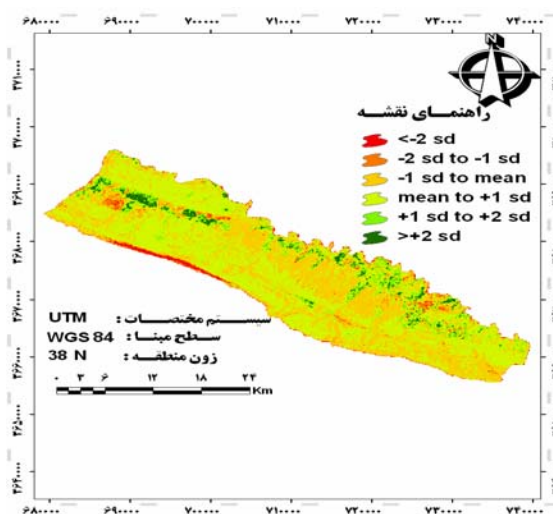 ۶۸۰۰۰۰ ۶۹۰۰۰۰ ۷۰۰۰۰۰ ۷۱۰۰۰۰ ۷۲۰۰۰۰ ۷۳۰۰۰۰ ۷۴۰۰۰۰
راهنمای نقشه
<-2 sd
-2 sd to -1 sd
-1 sd to mean
mean to +1 sd
+1 sd to +2 sd
>+2 sd
سیستم مختصات : UTM
سطح مبنا : WGS 84
زون منطقه : 38 N
۰ ۳ ۶ ۱۲ ۱۸ ۲۴
Km
۶۸۰۰۰۰ ۶۹۰۰۰۰ ۷۰۰۰۰۰ ۷۱۰۰۰۰ ۷۲۰۰۰۰ ۷۳۰۰۰۰ ۷۴۰۰۰۰